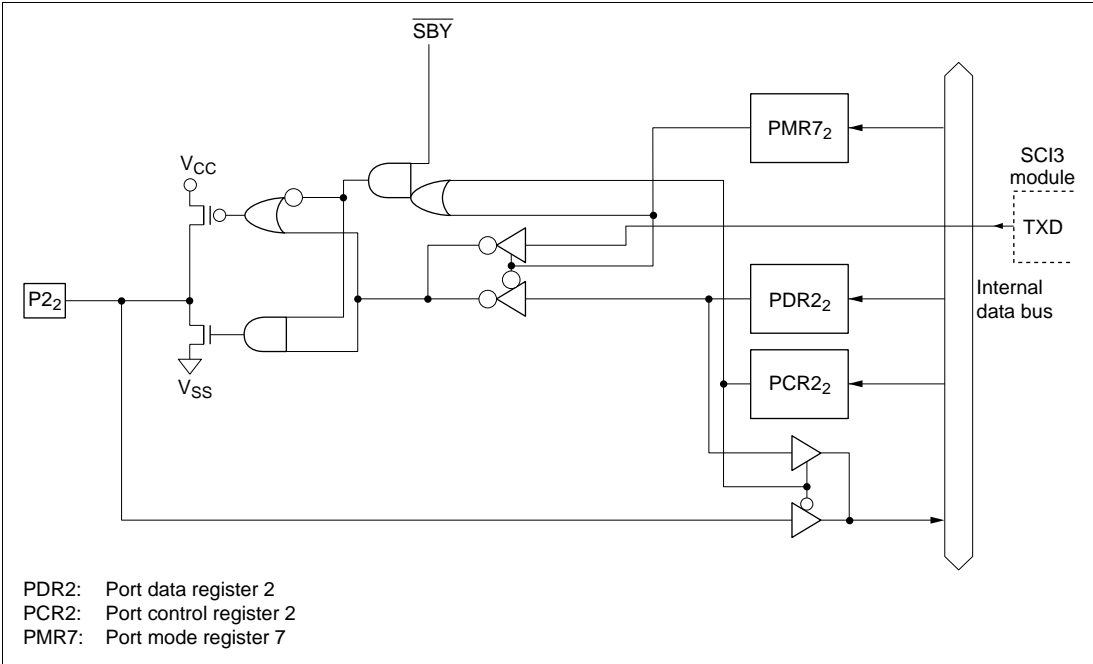 SBY
PMR7₂
V_CC
SCI3
module
TXD
P2₂
PDR2₂
Internal
data bus
PCR2₂
V_SS
PDR2: Port data register 2
PCR2: Port control register 2
PMR7: Port mode register 7